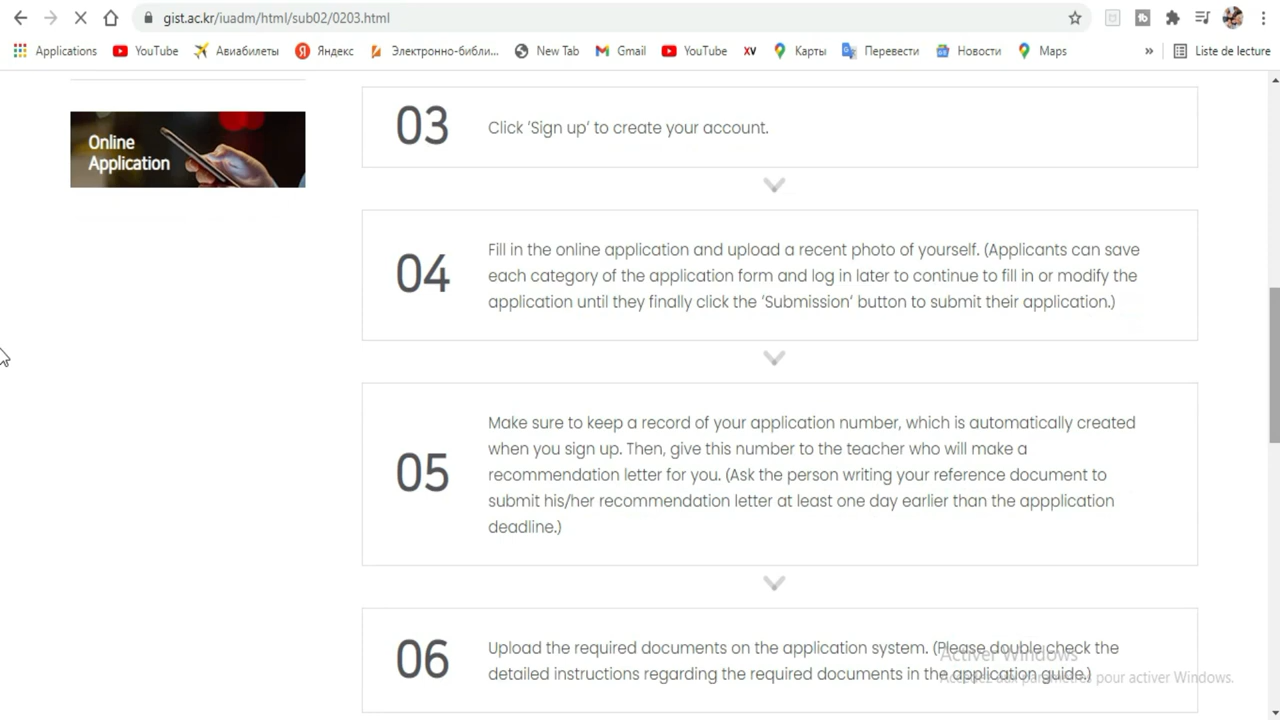 gist.ac.kr/iuadm/html/sub02/0203.html
Applications YouTube Авиабилеты Яндекс Электронно-библи... New Tab Gmail YouTube XV Карты Перевести Новости Maps » Liste de lecture
Online
Application
03
Click ‘Sign up’ to create your account.
04
Fill in the online application and upload a recent photo of yourself. (Applicants can save
each category of the application form and log in later to continue to fill in or modify the
application until they finally click the ‘Submission’ button to submit their application.)
05
Make sure to keep a record of your application number, which is automatically created
when you sign up. Then, give this number to the teacher who will make a
recommendation letter for you. (Ask the person writing your reference document to
submit his/her recommendation letter at least one day earlier than the appplication
deadline.)
06
Upload the required documents on the application system. (Please double check the
detailed instructions regarding the required documents in the application guide.)
Activer Windows
Accédez aux paramètres pour activer Windows.